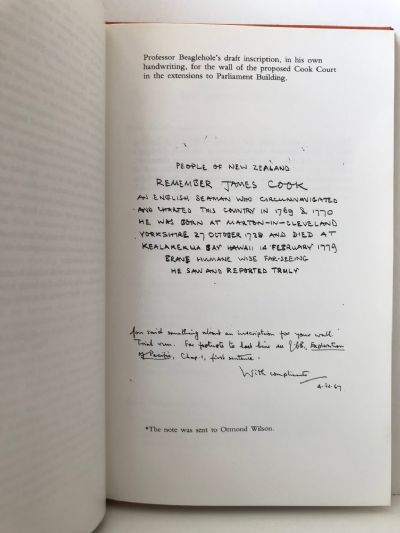 Professor Beaglehole's draft inscription, in his own
handwriting, for the wall of the proposed Cook Court
in the extensions to Parliament Building.
PEOPLE OF NEW ZEALAND
REMEMBER JAMES COOK
AN ENGLISH SEAMAN WHO CIRCUMNAVIGATED
AND CHARTED THIS COUNTRY IN 1769 & 1770
HE WAS BORN AT MARTON-IN-CLEVELAND
YORKSHIRE 27 OCTOBER 1728 AND DIED AT
KEALAKEKUA BAY HAWAII 14 FEBRUARY 1779
BRAVE HUMANE WISE FAR-SEEING
HE SAW AND REPORTED TRULY
You said something about an inscription for your wall.
Trial run. For footnote to last line see JCB, Exploration
of Pacific, Chap. 1, first sentence.
With compliments
*The note was sent to Ormond Wilson.